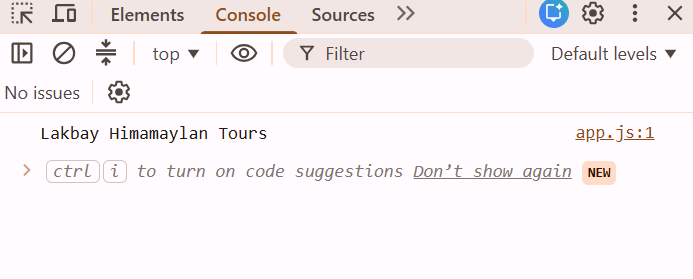 Elements Console Sources
top Filter Default levels
No issues
Lakbay Himamaylan Tours app.js:1
ctrl i to turn on code suggestions Don’t show again NEW